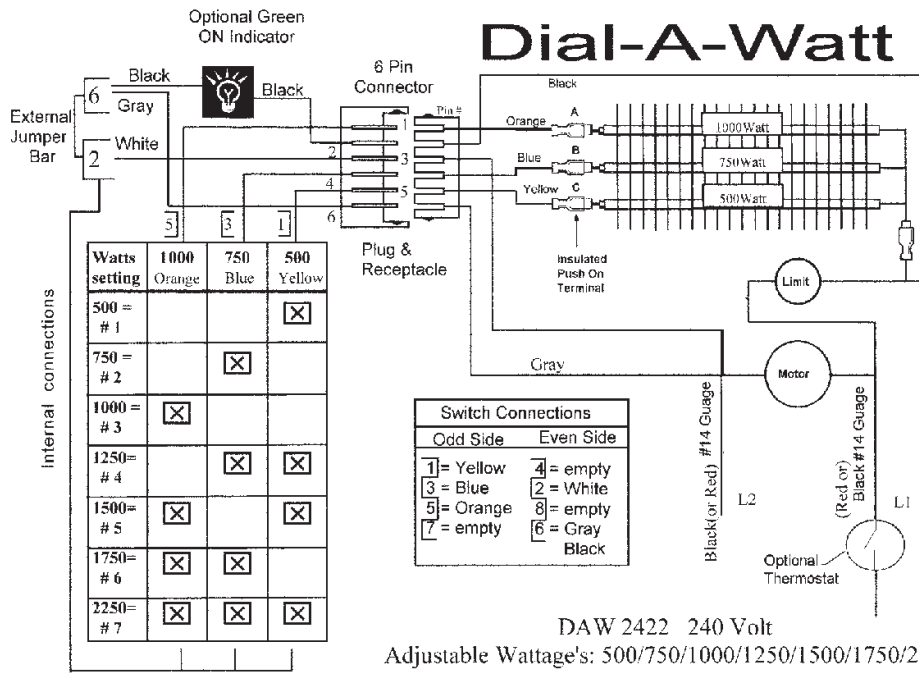 Optional Green
ON Indicator
Dial-A-Watt
6 Pin
Connector
Black
6
Gray
Black
External
Jumper
Bar
White
2
Pin #
1
2
3
4
5
6
Plug &
Receptacle
Black
Orange
A
1000Watt
Blue
B
750Watt
Yellow
C
500Watt
Insulated
Push On
Terminal
Limit
Motor
Gray
5
3
1
Internal connections
Watts setting 1000 Orange 750 Blue 500 Yellow
500 =
# 1
750 =
# 2
1000 =
# 3
1250=
# 4
1500=
# 5
1750=
# 6
2250=
# 7
Switch Connections
Odd Side Even Side
1 = Yellow 4 = empty
3 = Blue 2 = White
5 = Orange 8 = empty
7 = empty 6 = Gray
Black
Black(or Red) #14 Guage
L2
(Red or)
Black #14 Guage
L1
Optional
Thermostat
DAW 2422 240 Volt
Adjustable Wattage's: 500/750/1000/1250/1500/1750/2